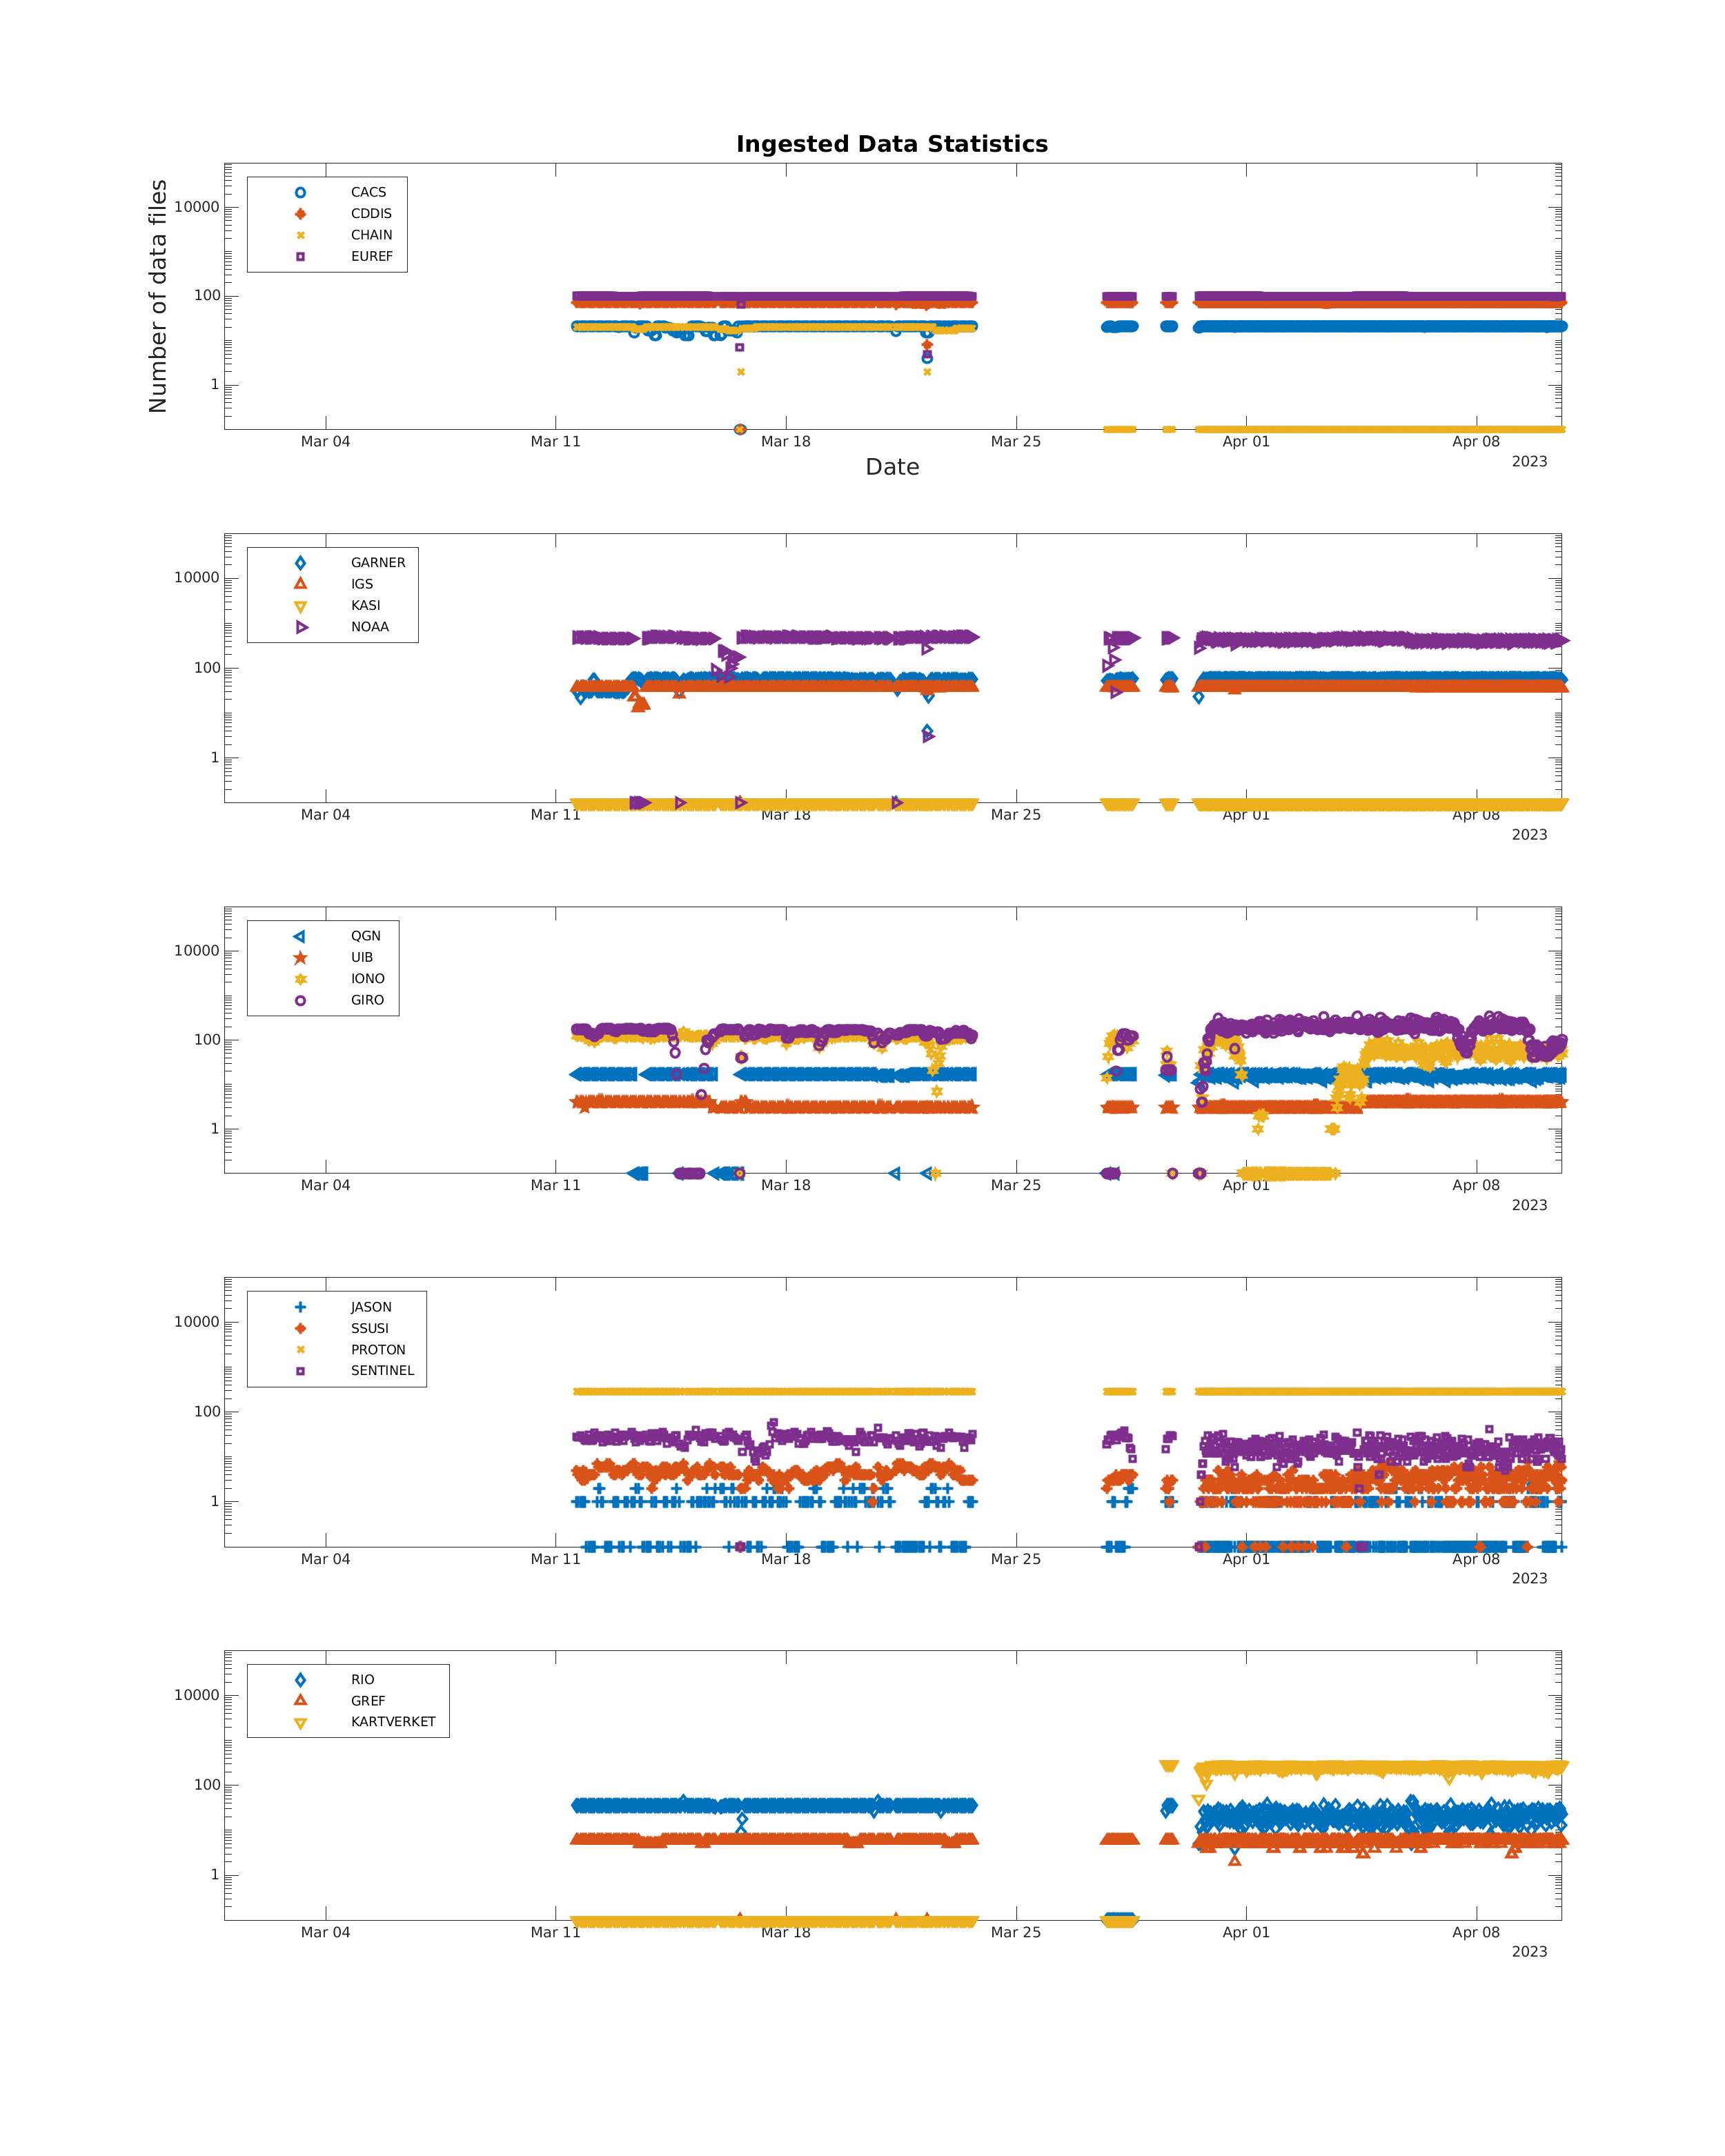 Ingested Data Statistics
Number of data files
10000
100
1
CACS
CDDIS
CHAIN
EUREF
Mar 04 Mar 11 Mar 18 Mar 25 Apr 01 Apr 08
2023
Date
10000
100
1
GARNER
IGS
KASI
NOAA
Mar 04 Mar 11 Mar 18 Mar 25 Apr 01 Apr 08
2023
10000
100
1
QGN
UIB
IONO
GIRO
Mar 04 Mar 11 Mar 18 Mar 25 Apr 01 Apr 08
2023
10000
100
1
JASON
SSUSI
PROTON
SENTINEL
Mar 04 Mar 11 Mar 18 Mar 25 Apr 01 Apr 08
2023
10000
100
1
RIO
GREF
KARTVERKET
Mar 04 Mar 11 Mar 18 Mar 25 Apr 01 Apr 08
2023